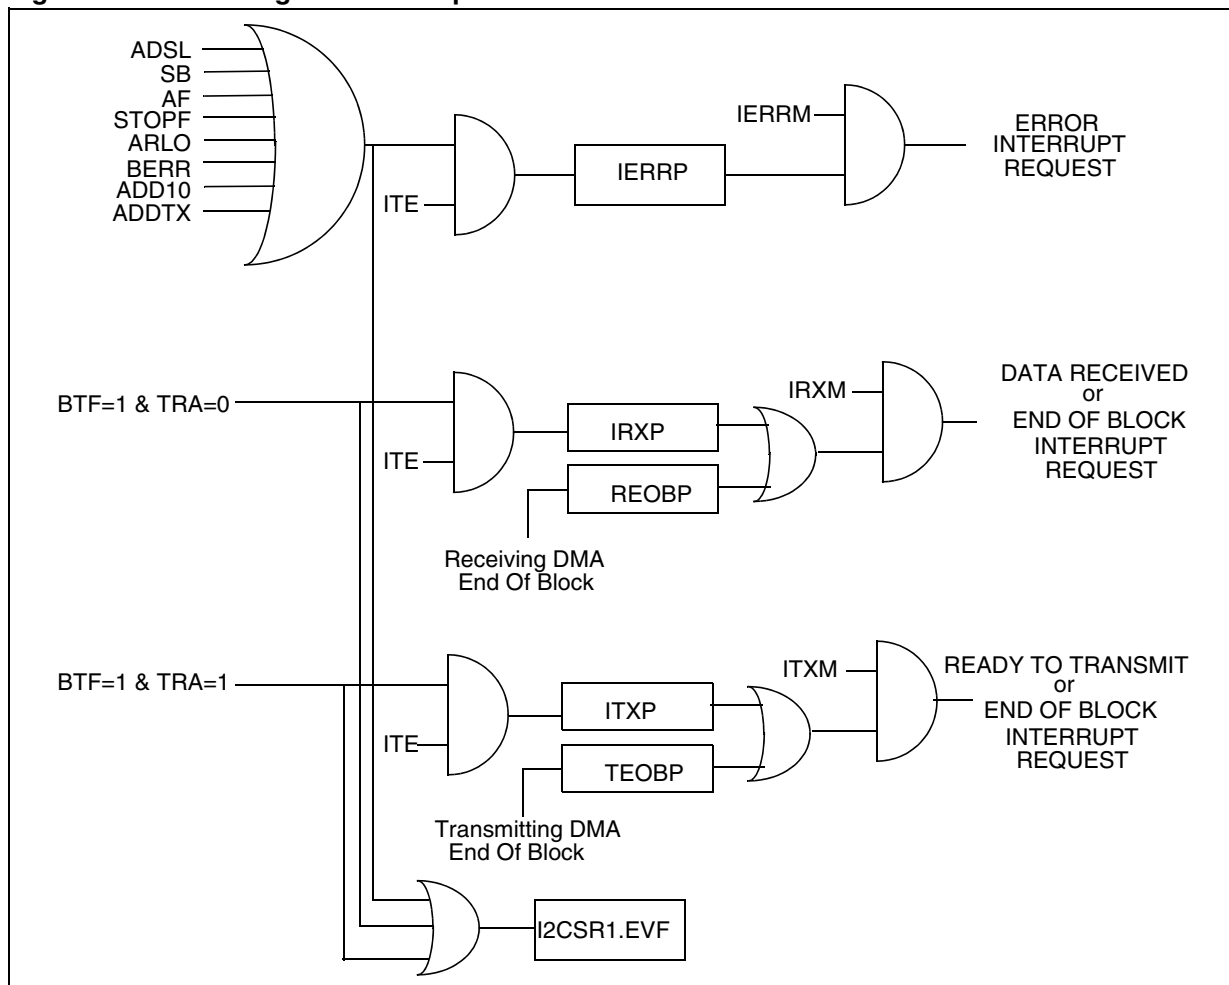 ADSL
SB
AF
STOPF
ARLO
BERR
ADD10
ADDTX
ITE
IERRP
IERRM
ERROR
INTERRUPT
REQUEST
BTF=1 & TRA=0
ITE
IRXP
REOBP
Receiving DMA
End Of Block
IRXM
DATA RECEIVED
or
END OF BLOCK
INTERRUPT
REQUEST
BTF=1 & TRA=1
ITE
ITXP
TEOBP
Transmitting DMA
End Of Block
ITXM
READY TO TRANSMIT
or
END OF BLOCK
INTERRUPT
REQUEST
I2CSR1.EVF